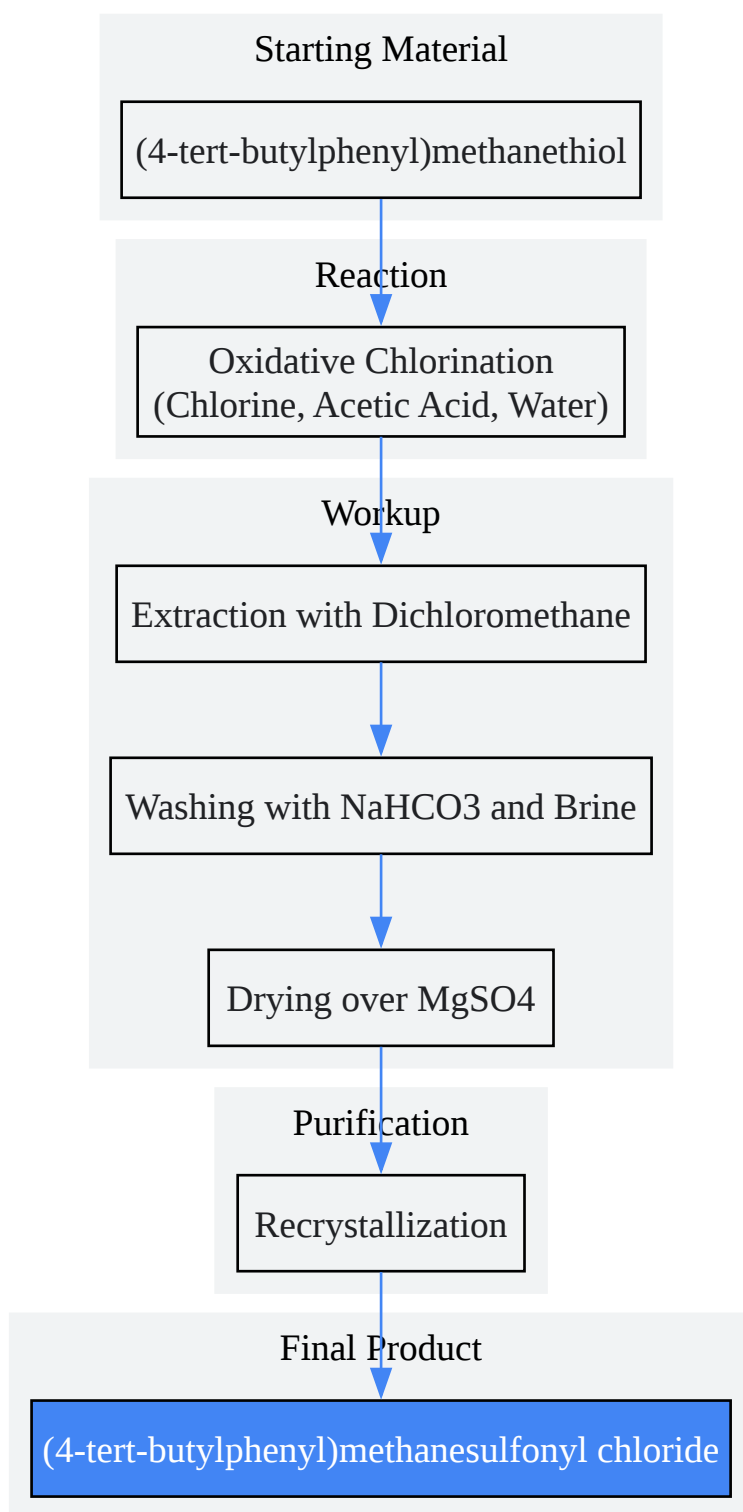 Starting Material
(4-tert-butylphenyl)methanethiol
Reaction
Oxidative Chlorination
(Chlorine, Acetic Acid, Water)
Workup
Extraction with Dichloromethane
Washing with NaHCO3 and Brine
Drying over MgSO4
Purification
Recrystallization
Final Product
(4-tert-butylphenyl)methanesulfonyl chloride